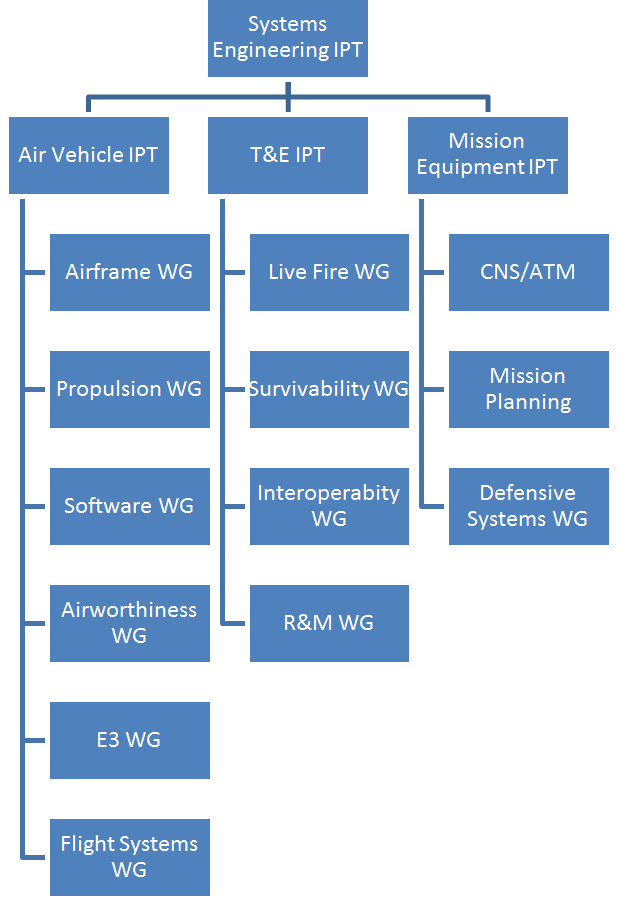 Systems
Engineering IPT
Air Vehicle IPT
T&E IPT
Mission
Equipment IPT
Airframe WG
Propulsion WG
Software WG
Airworthiness
WG
E3 WG
Flight Systems
WG
Live Fire WG
Survivability WG
Interoperabity
WG
R&M WG
CNS/ATM
Mission
Planning
Defensive
Systems WG